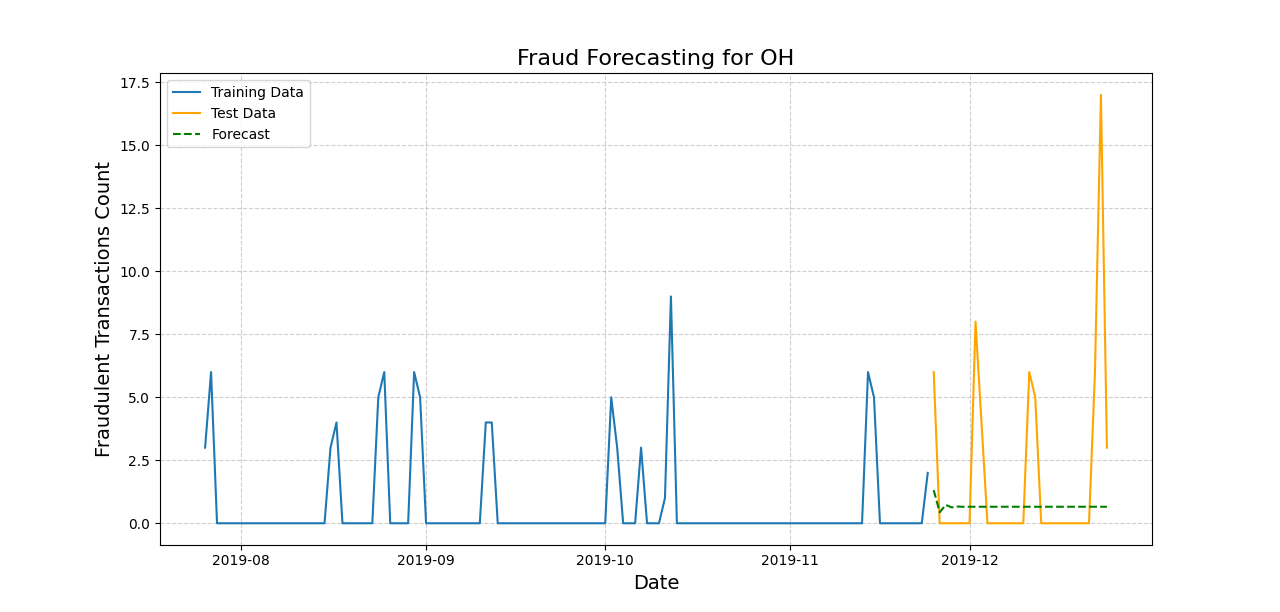 Fraud Forecasting for OH
Training Data
Test Data
Forecast
Fraudulent Transactions Count
17.5
15.0
12.5
10.0
7.5
5.0
2.5
0.0
2019-08
2019-09
2019-10
2019-11
2019-12
Date